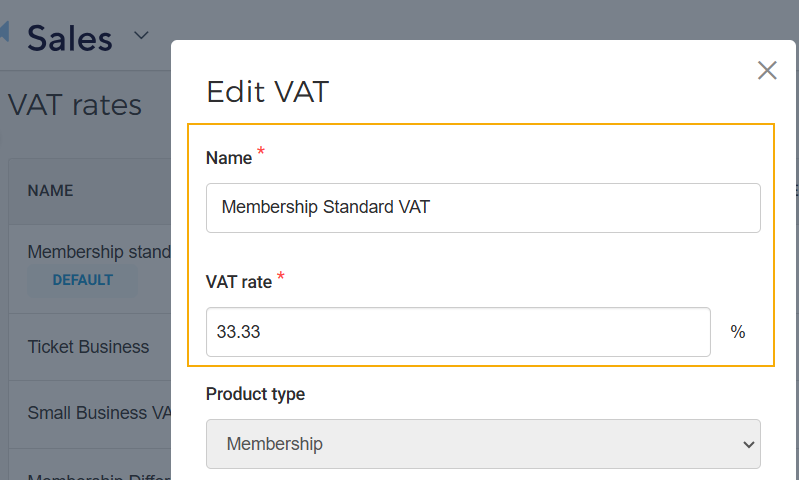 Sales
VAT rates
NAME
Membership stand
DEFAULT
Ticket Business
Small Business VA
Membership Differ
Edit VAT
Name *
Membership Standard VAT
VAT rate *
33.33 %
Product type
Membership